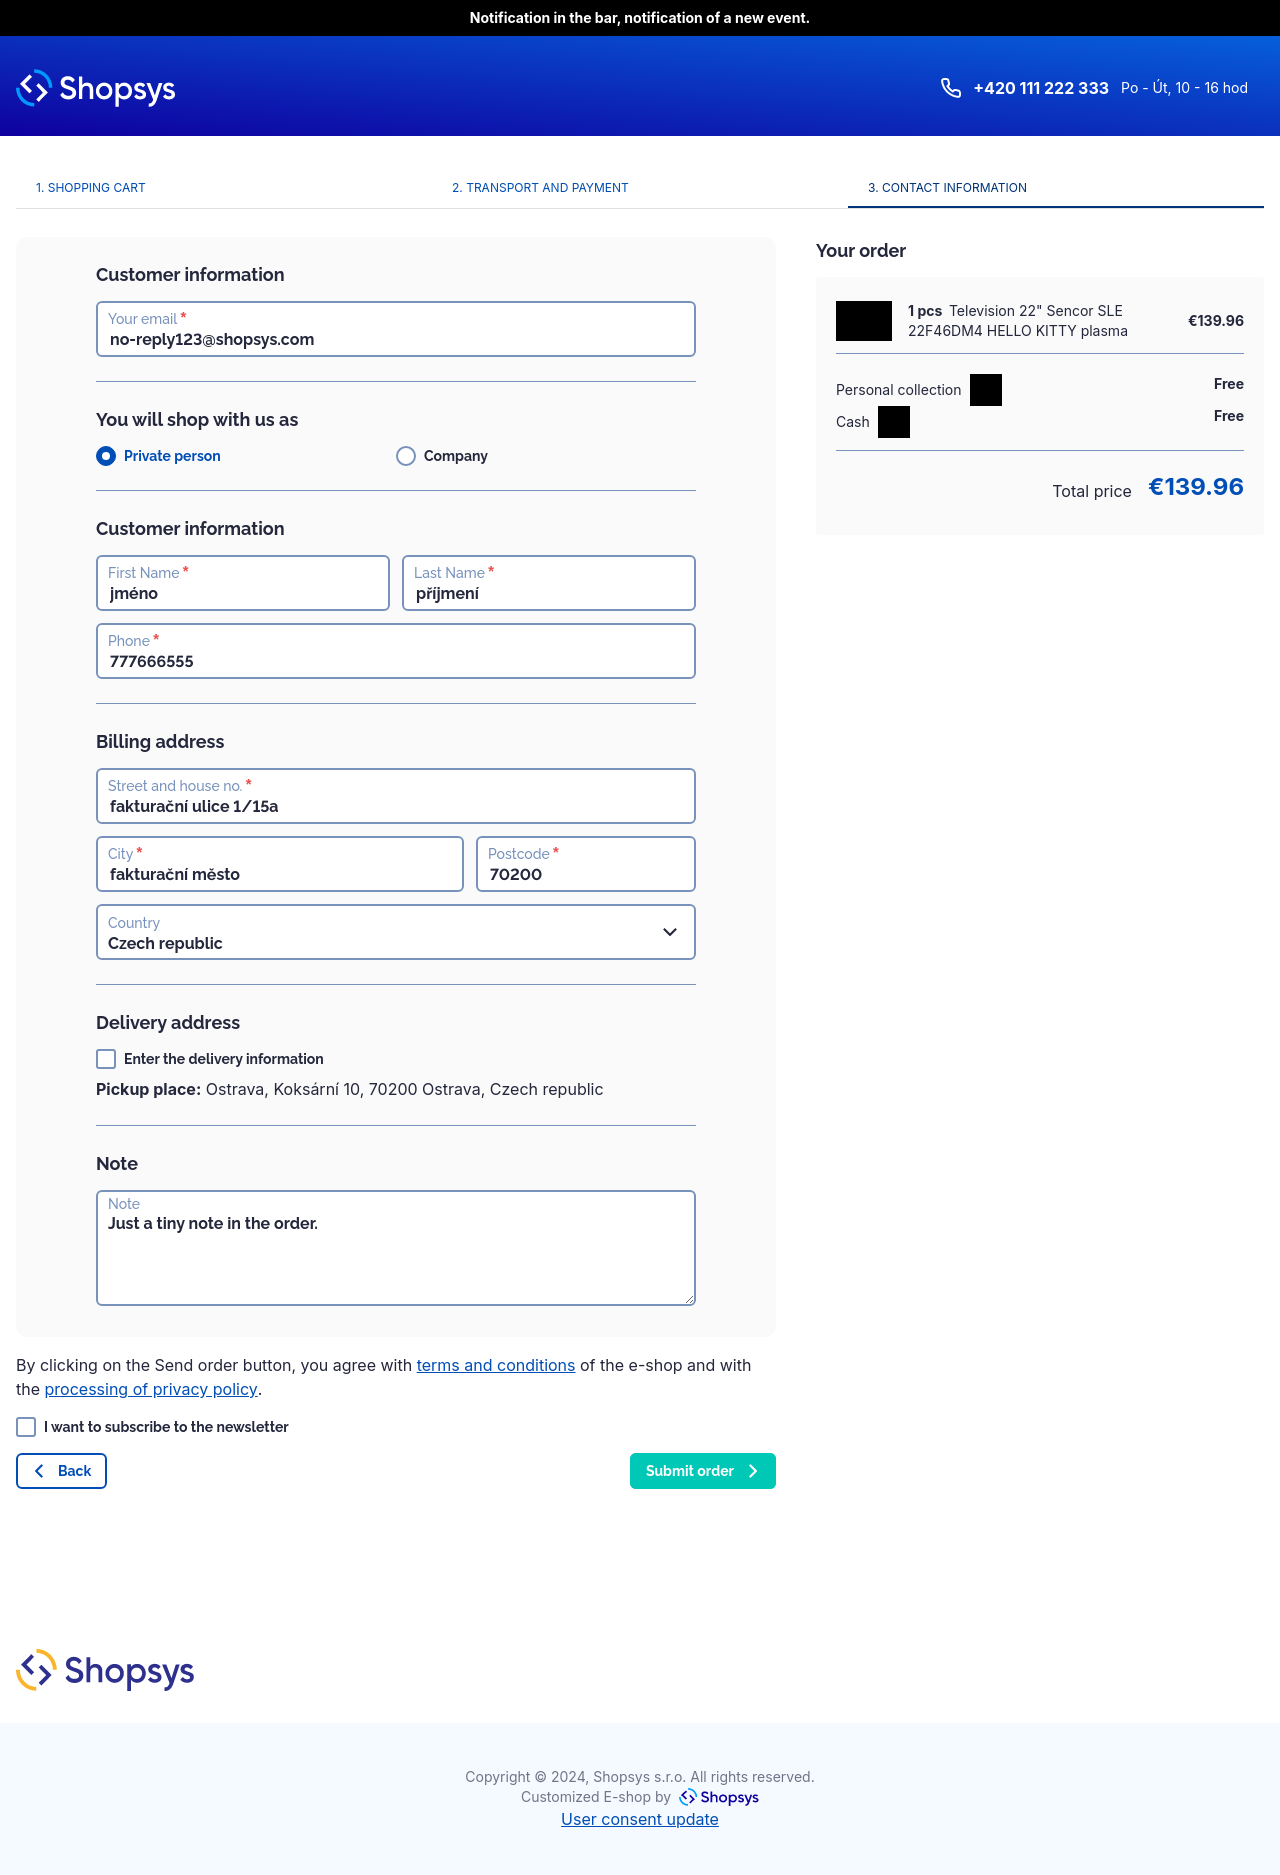 Notification in the bar, notification of a new event.
Shopsys
+420 111 222 333 Po - Út, 10 - 16 hod
1. SHOPPING CART
2. TRANSPORT AND PAYMENT
3. CONTACT INFORMATION
Customer information
Your email *
no-reply123@shopsys.com
You will shop with us as
Private person
Company
Customer information
First Name *
jméno
Last Name *
příjmení
Phone *
777666555
Billing address
Street and house no. *
fakturační ulice 1/15a
City *
fakturační město
Postcode *
70200
Country
Czech republic
Delivery address
Enter the delivery information
Pickup place: Ostrava, Koksární 10, 70200 Ostrava, Czech republic
Note
Note
Just a tiny note in the order.
By clicking on the Send order button, you agree with terms and conditions of the e-shop and with
the processing of privacy policy.
I want to subscribe to the newsletter
Back
Submit order
Your order
1 pcs Television 22" Sencor SLE
22F46DM4 HELLO KITTY plasma
€139.96
Personal collection
Free
Cash
Free
Total price €139.96
Shopsys
Copyright © 2024, Shopsys s.r.o. All rights reserved.
Customized E-shop by Shopsys
User consent update